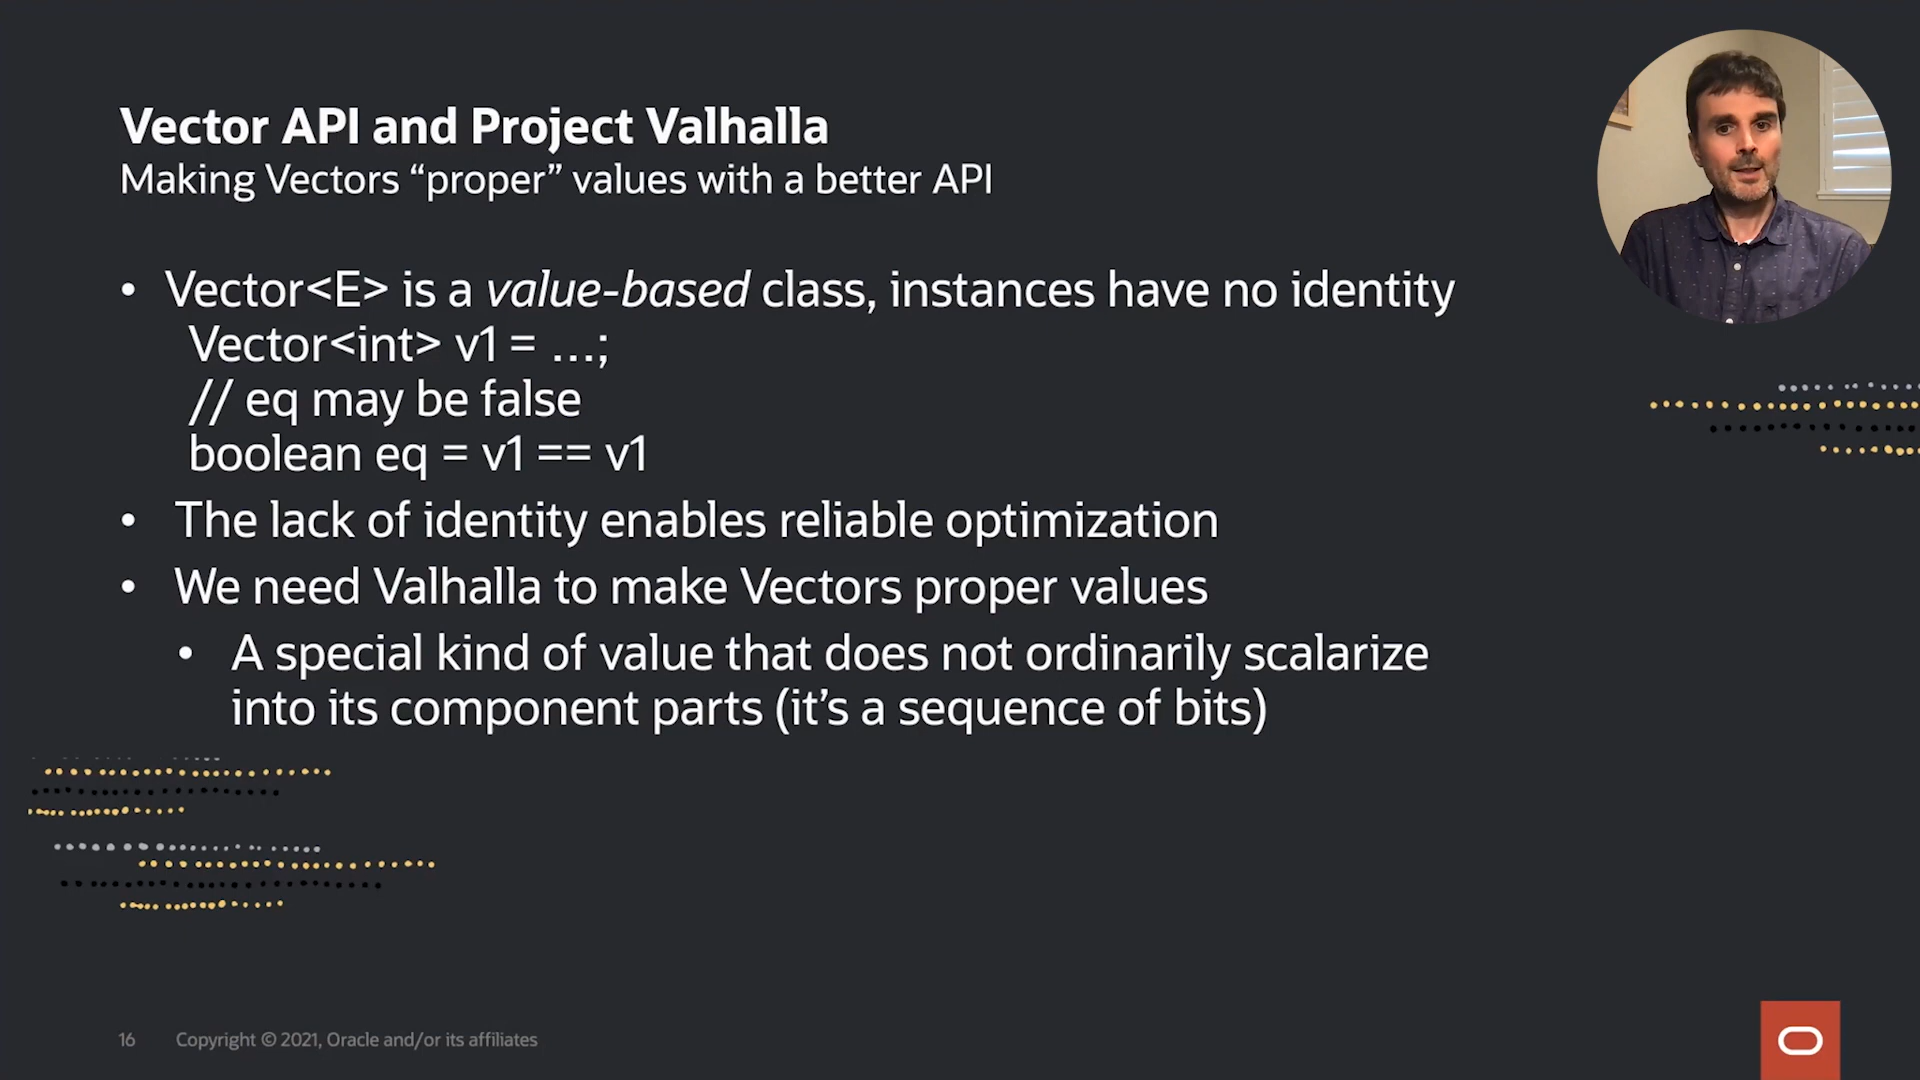 Vector API and Project Valhalla
Making Vectors “proper” values with a better API
• Vector<E> is a value-based class, instances have no identity
Vector<int> v1 = …;
// eq may be false
boolean eq = v1 == v1
• The lack of identity enables reliable optimization
• We need Valhalla to make Vectors proper values
• A special kind of value that does not ordinarily scalarize
into its component parts (it’s a sequence of bits)
16 Copyright © 2021, Oracle and/or its affiliates